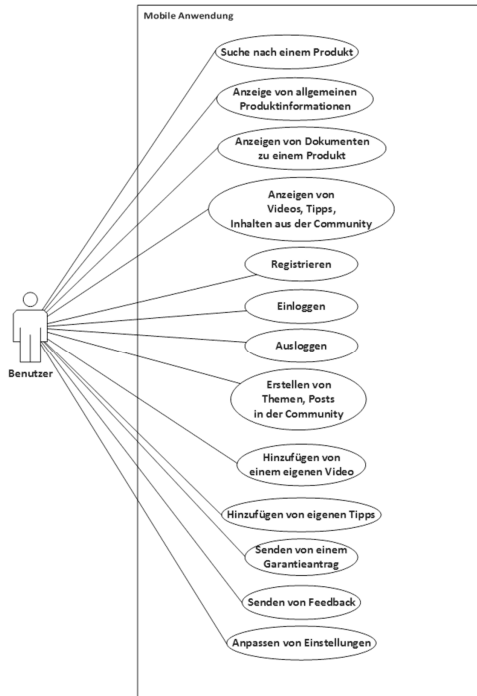 Mobile Anwendung
Suche nach einem Produkt
Anzeige von allgemeinen
Produktinformationen
Anzeigen von Dokumenten
zu einem Produkt
Anzeigen von
Videos, Tipps,
Inhalten aus der Community
Registrieren
Einloggen
Ausloggen
Benutzer
Erstellen von
Themen, Posts
in der Community
Hinzufügen von
einem eigenen Video
Hinzufügen von eigenen Tipps
Senden von einem
Garantieantrag
Senden von Feedback
Anpassen von Einstellungen